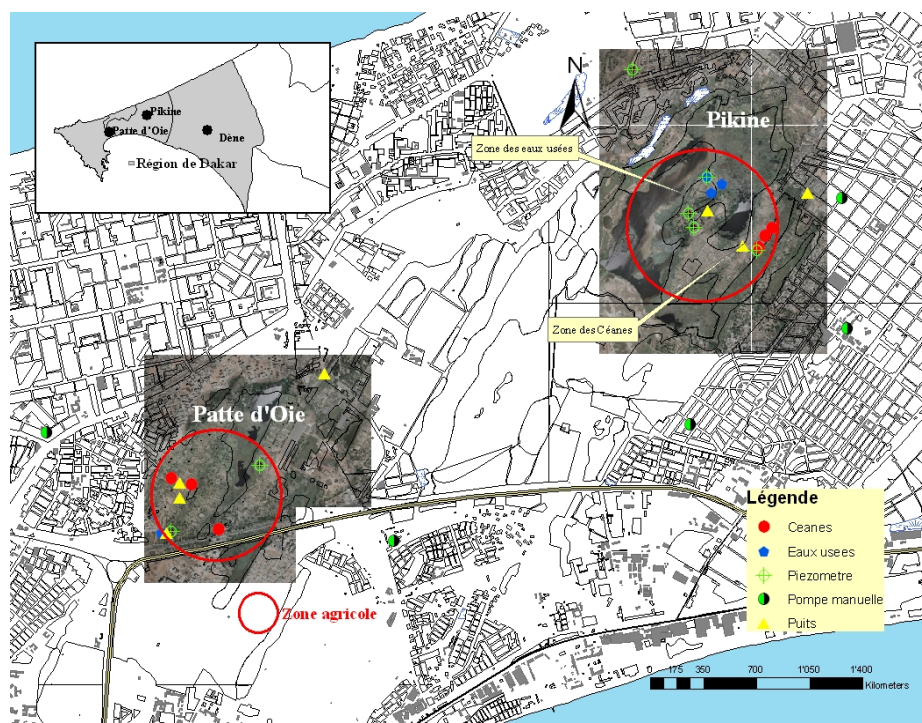 N
Pikine
Patte d'Oie
Dène
Région de Dakar
Pikine
Zone des eaux usées
Zone des Céanes
Patte d'Oie
Zone agricole
Légende
Ceanes
Eaux usees
Piezometre
Pompe manuelle
Puits
0 175 350 700 1'050 1'400
Kilometers